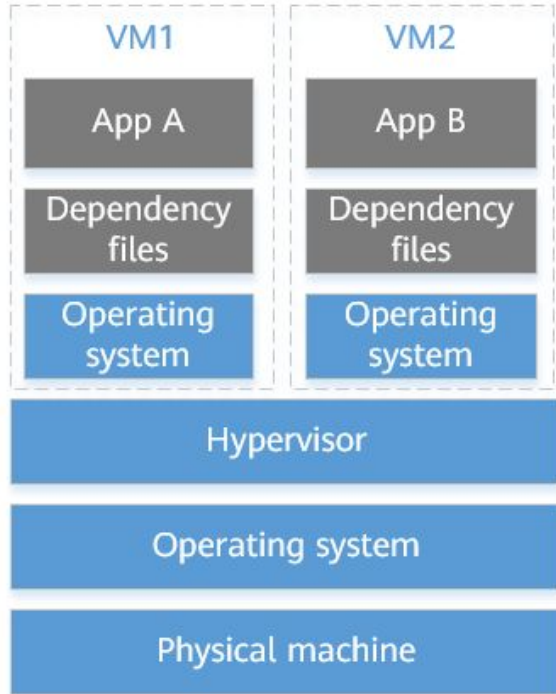 VM1
VM2
App A
App B
Dependency
files
Dependency
files
Operating
system
Operating
system
Hypervisor
Operating system
Physical machine